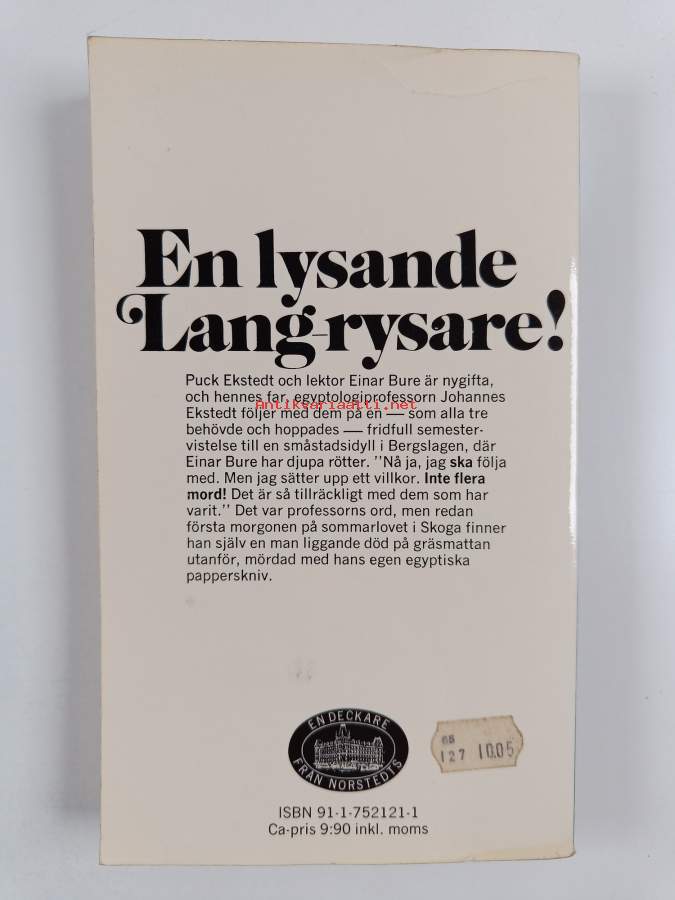 En lysande
Lang-rysare!
Puck Ekstedt och lektor Einar Bure är nygifta,
och hennes far, egyptologiprofessorn Johannes
Antikvariaatti.net
Ekstedt följer med dem på en — som alla tre
behövde och hoppades — fridfull semester-
vistelse till en småstadsidyll i Bergslagen, där
Einar Bure har djupa rötter. ''Nå ja, jag ska följa
med. Men jag sätter upp ett villkor. Inte flera
mord! Det är så tillräckligt med dem som har
varit.'' Det var professorns ord, men redan
första morgonen på sommarlovet i Skoga finner
han själv en man liggande död på gräsmattan
utanför, mördad med hans egen egyptiska
papperskniv.
EN DECKARE
FRÅN NORSTEDTS
68
127 10.05
ISBN 91-1-752121-1
Ca-pris 9:90 inkl. moms